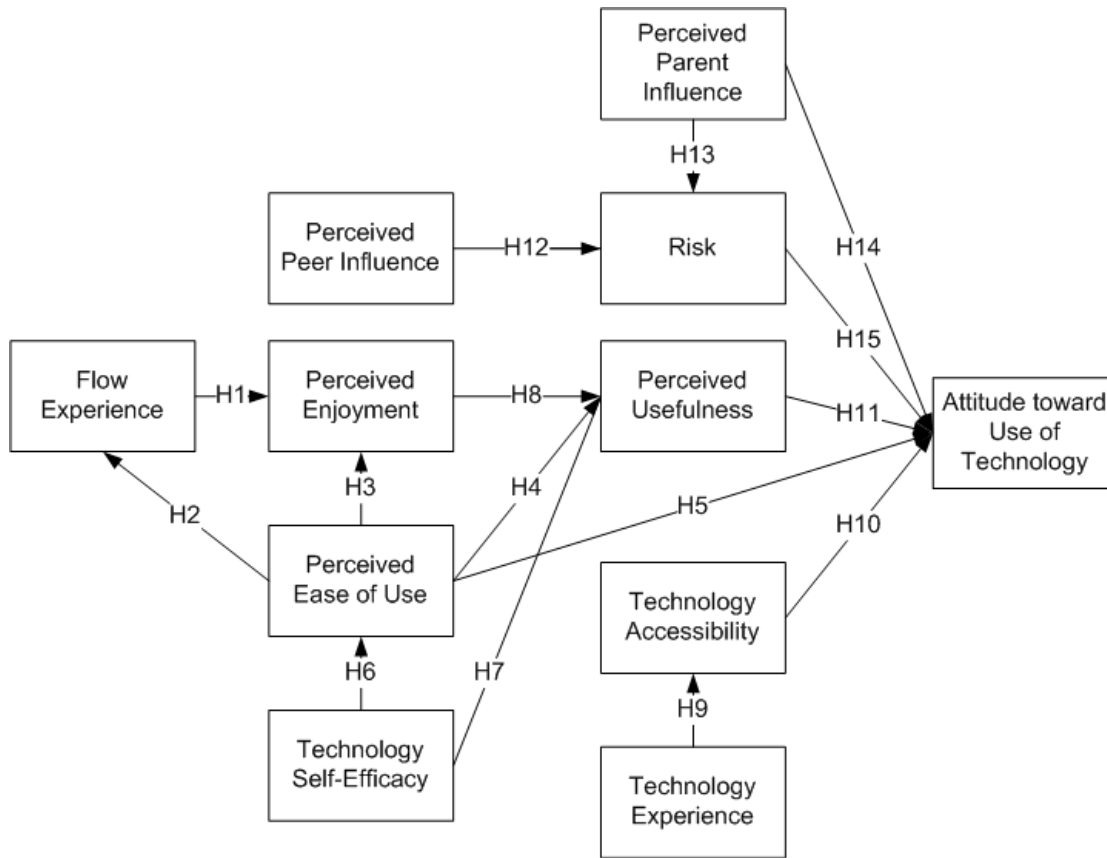 Perceived
Parent
Influence
H13
Perceived
Peer Influence
H12
Risk
H14
H15
Flow
Experience
H1
Perceived
Enjoyment
H8
Perceived
Usefulness
H11
Attitude toward
Use of
Technology
H2
H3
H4
H5
H10
Perceived
Ease of Use
Technology
Accessibility
H6
H7
H9
Technology
Self-Efficacy
Technology
Experience